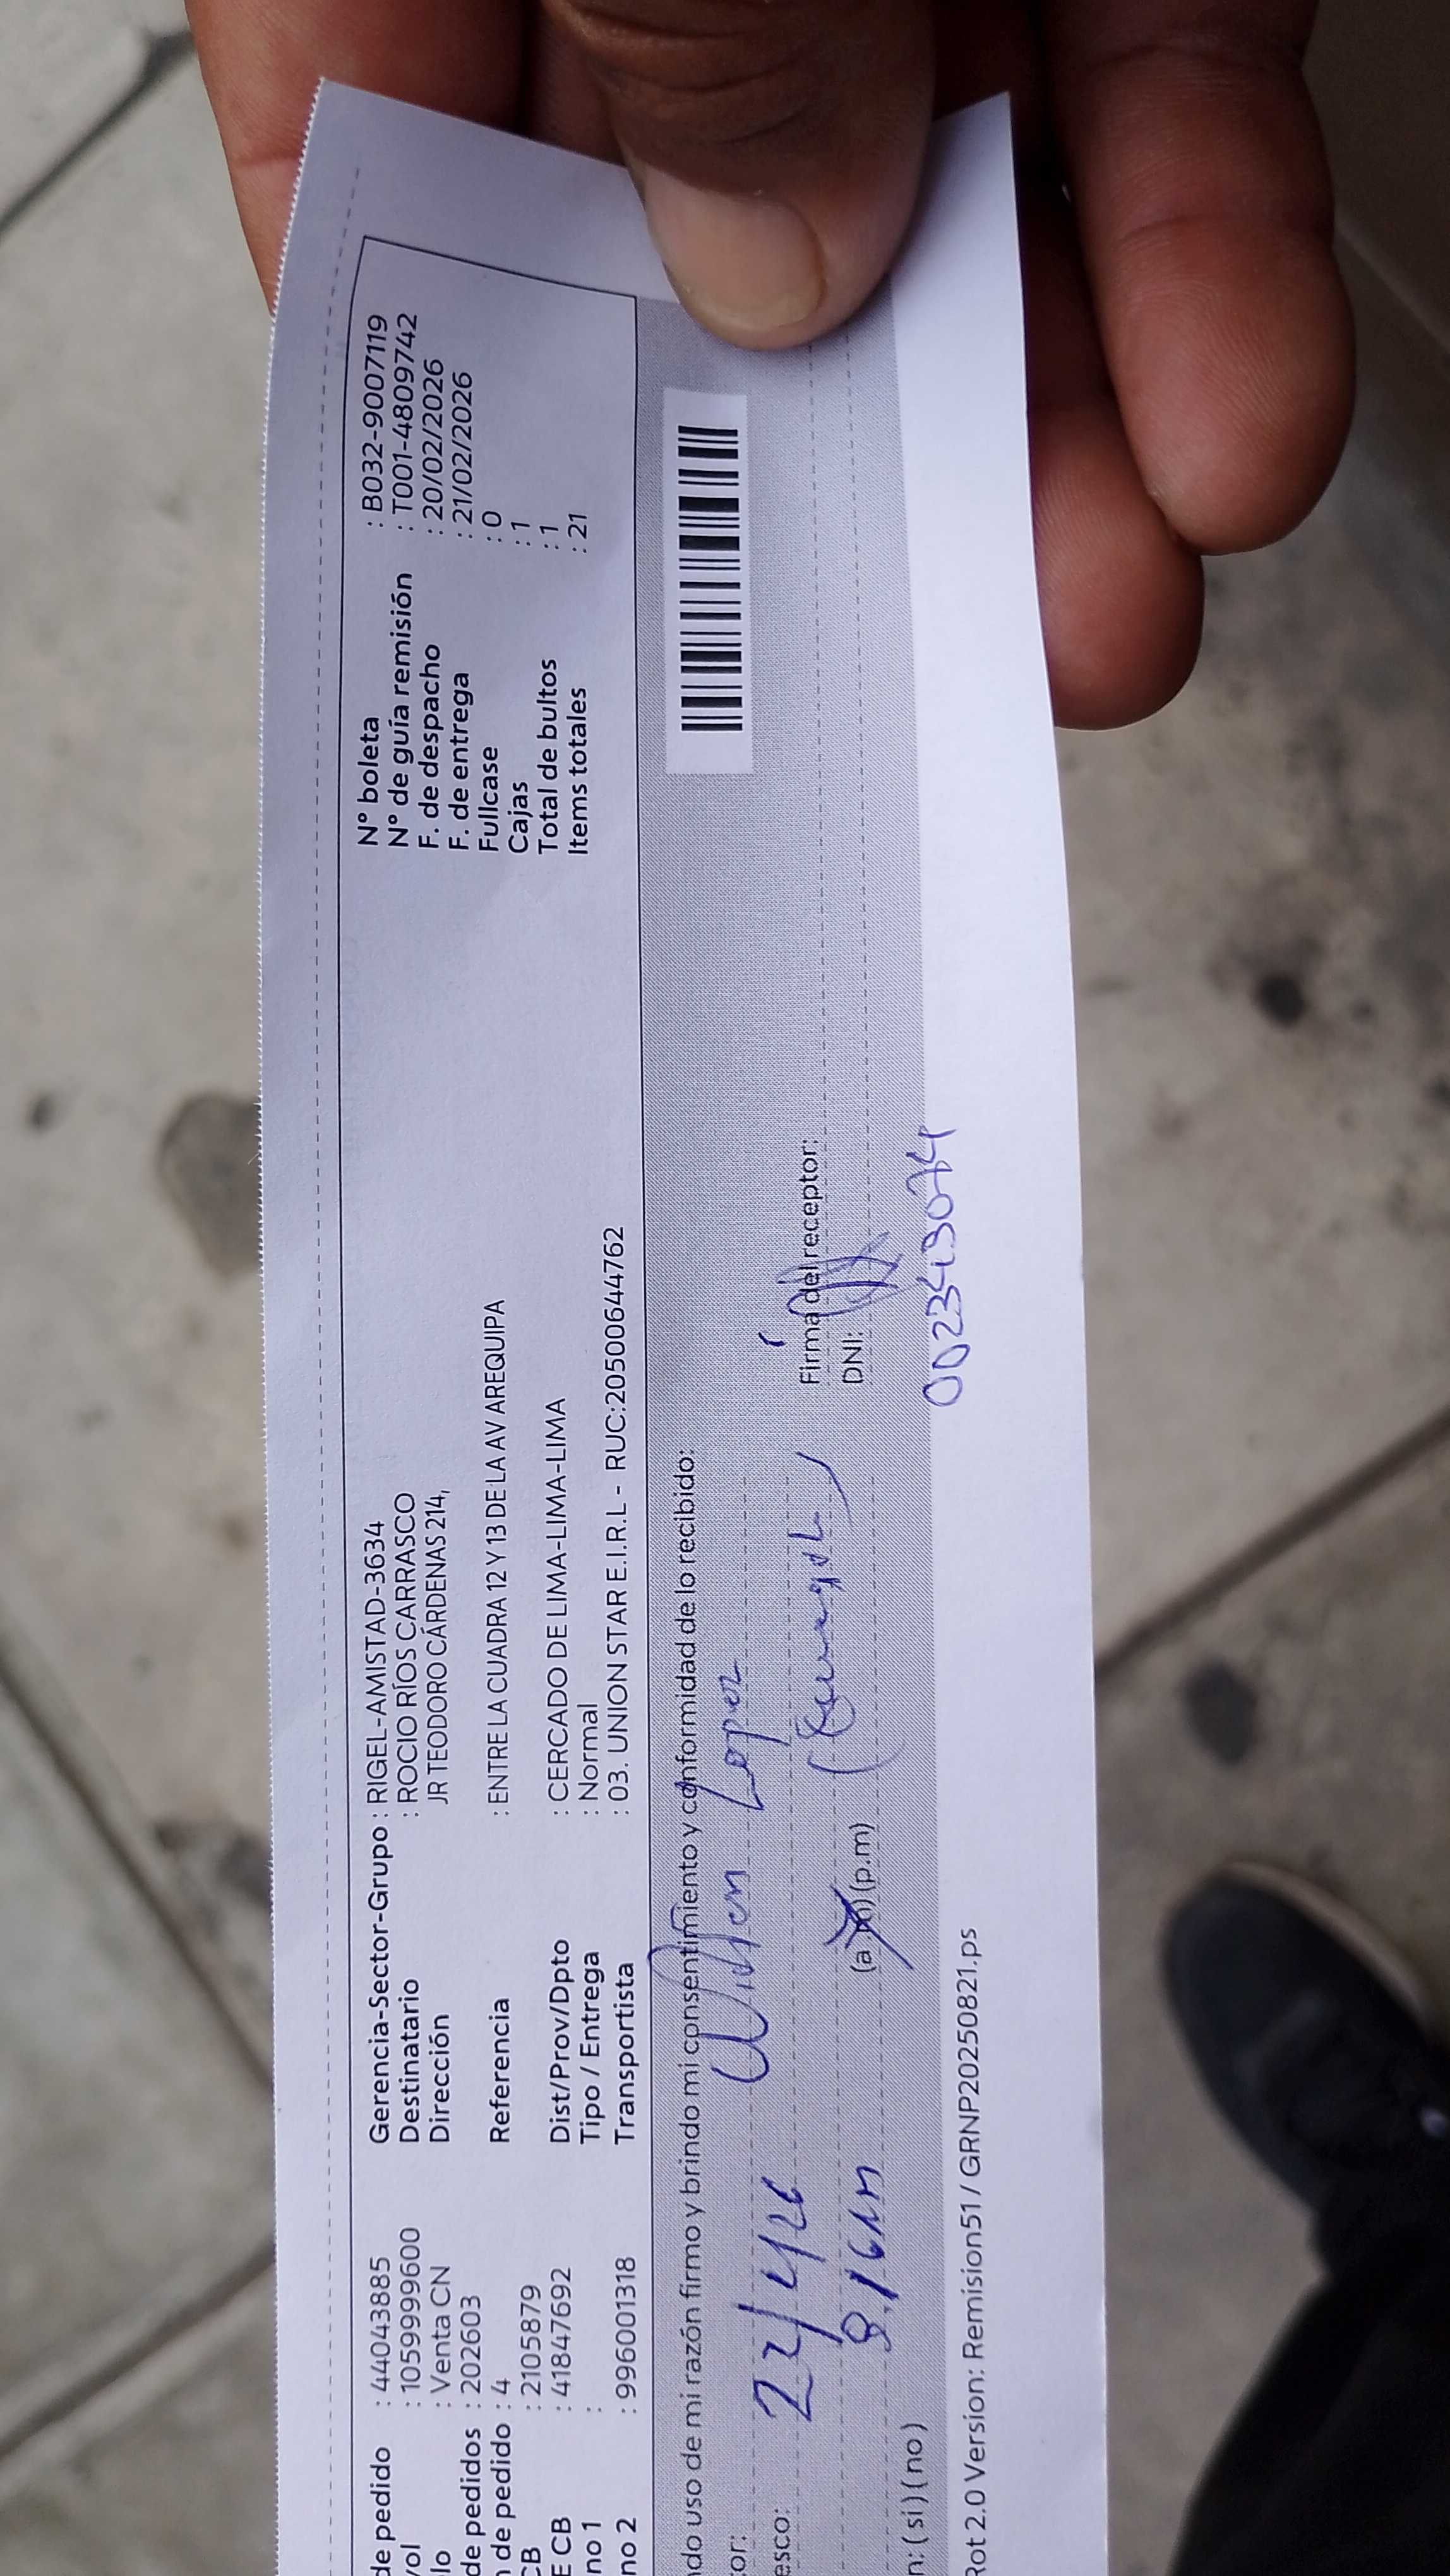 de pedido : 44043885 Gerencia-Sector-Grupo : RIGEL-AMISTAD-3634 N° boleta : B032-9007119
vol : 1059999600 Destinatario : ROCIO RÍOS CARRASCO N° de guía remisión : T001-48097742
lo : Venta CN Dirección JR TEODORO CÁRDENAS 214, F. de despacho : 20/02/2026
de pedidos : 202603 F. de entrega : 21/02/2026
de pedido : 4 Referencia : ENTRE LA CUADRA 12 Y 13 DE LA AV AREQUIPA Fullcase : 0
CB : 2105879 Cajas : 1
E CB : 41847692 Dist/Prov/Dpto : CERCADO DE LIMA-LIMA-LIMA Total de bultos : 1
no 1 : Tipo / Entrega : Normal Items totales : 21
no 2 : 996001318 Transportista : 03. UNION STAR E.I.R.L - RUC:20500644762
ndo uso de mi razón firmo y brindo mi consentimiento y conformidad de lo recibido:
tor: Lopez
esco: Firma del receptor:
(a.m)(p.m) DNI:
n: ( si ) ( no )
Rot 2.0 Version: Remision51 / GRNP20250821.ps